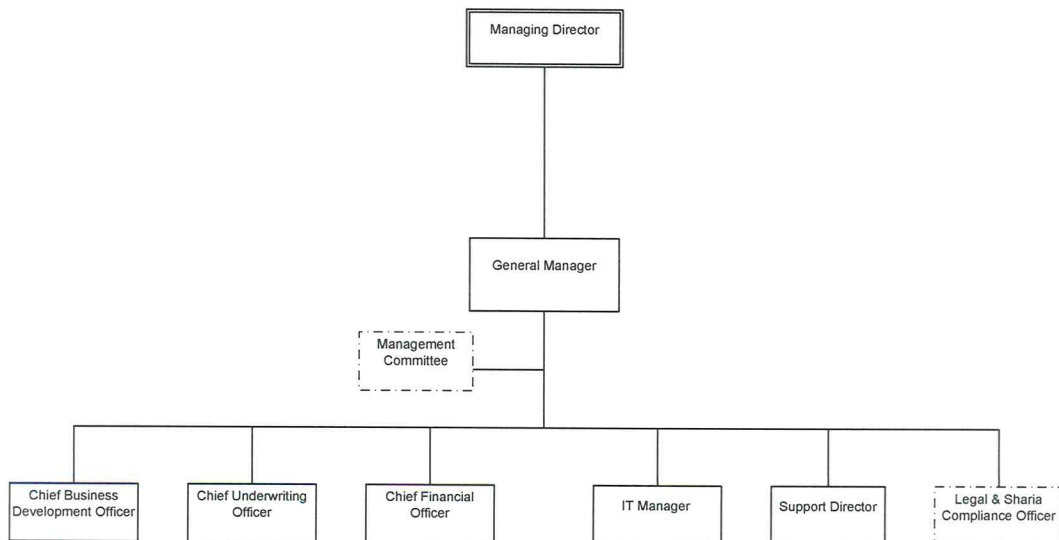 Managing Director
General Manager
Management
Committee
Chief Business
Development Officer
Chief Underwriting
Officer
Chief Financial
Officer
IT Manager
Support Director
Legal & Sharia
Compliance Officer